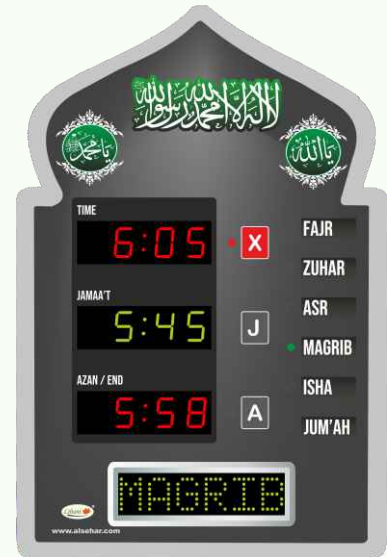 لا إله إلا الله محمد رسول الله
يا محمد
يا الله
TIME
6:05
X
JAMAA'T
5:45
J
AZAN / END
5:58
A
FAJR
ZUHAR
ASR
MAGRIB
ISHA
JUM'AH
MAGRIB
www.alsehar.com